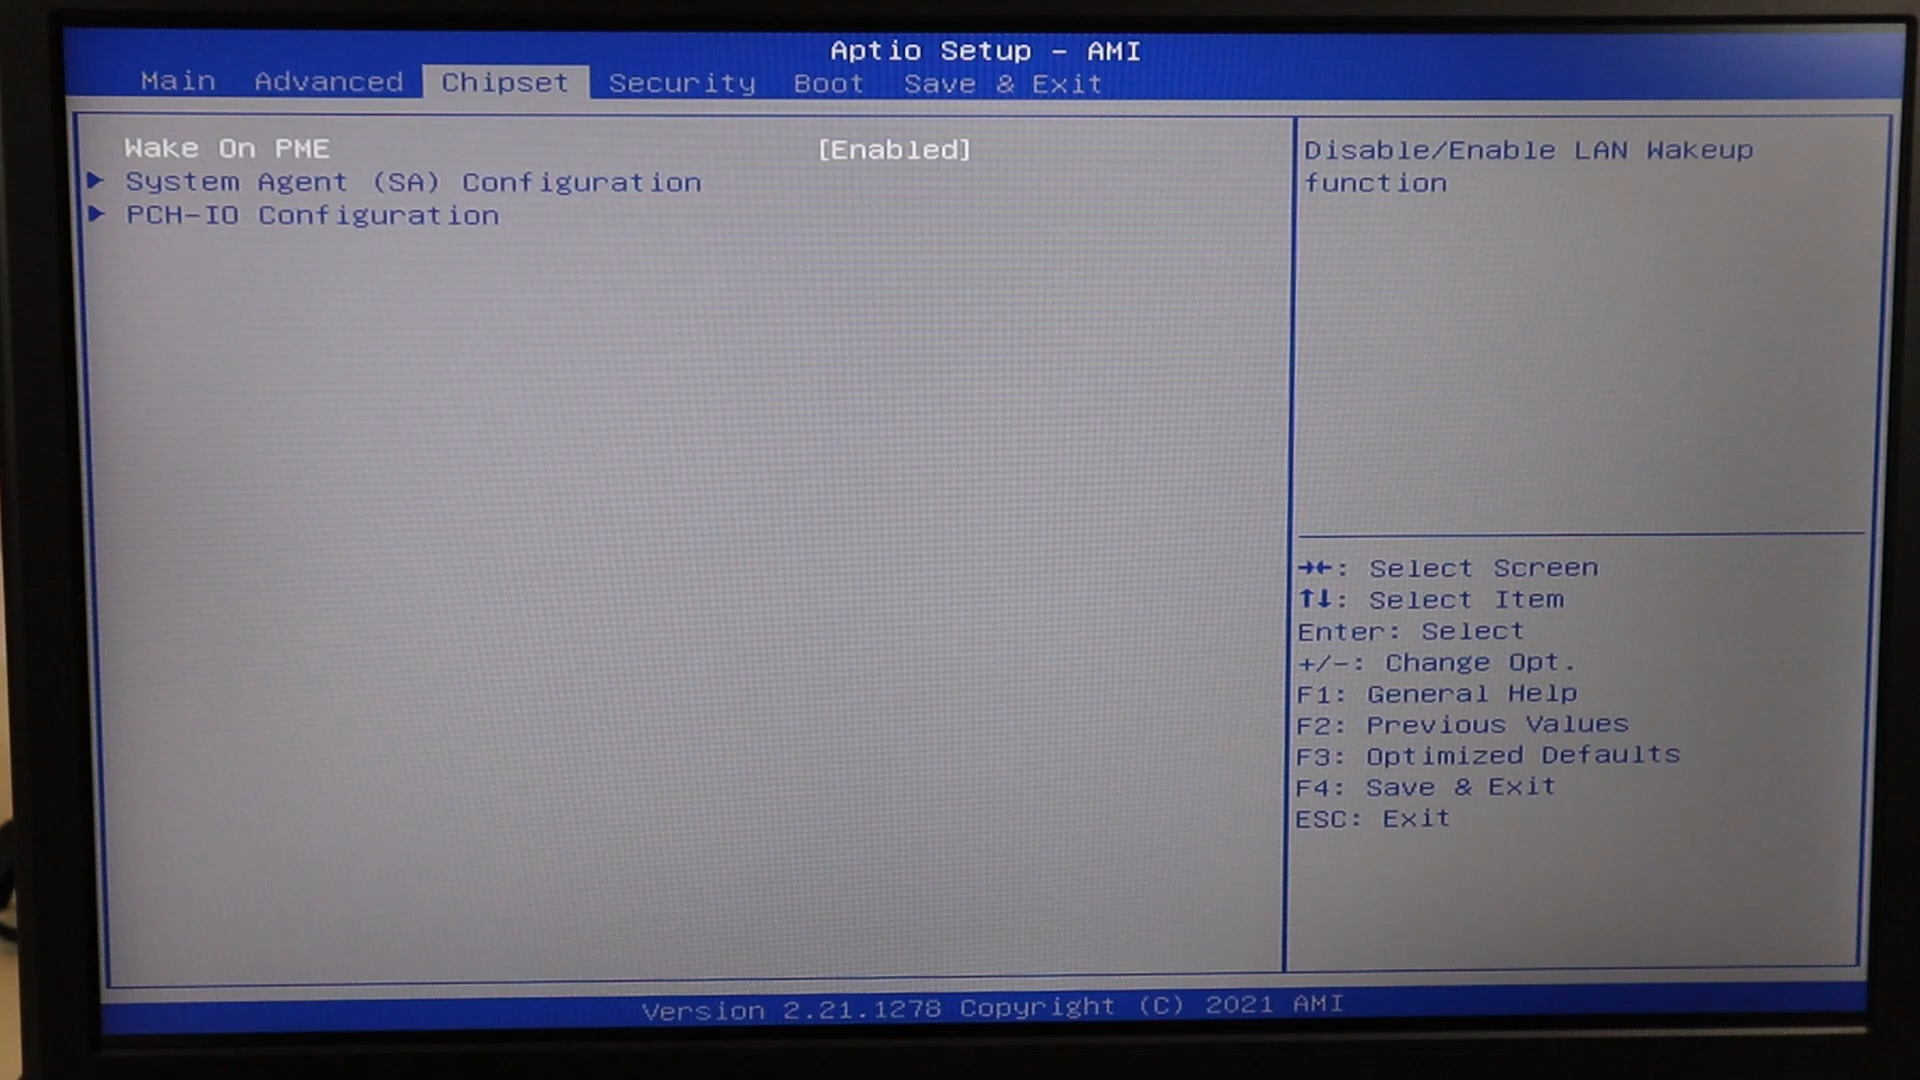 Aptio Setup - AMI
Main Advanced Chipset Security Boot Save & Exit
Wake On PME [Enabled]
► System Agent (SA) Configuration
► PCH-IO Configuration
Disable/Enable LAN Wakeup
function
→←: Select Screen
↑↓: Select Item
Enter: Select
+/-: Change Opt.
F1: General Help
F2: Previous Values
F3: Optimized Defaults
F4: Save & Exit
ESC: Exit
Version 2.21.1278 Copyright (C) 2021 AMI